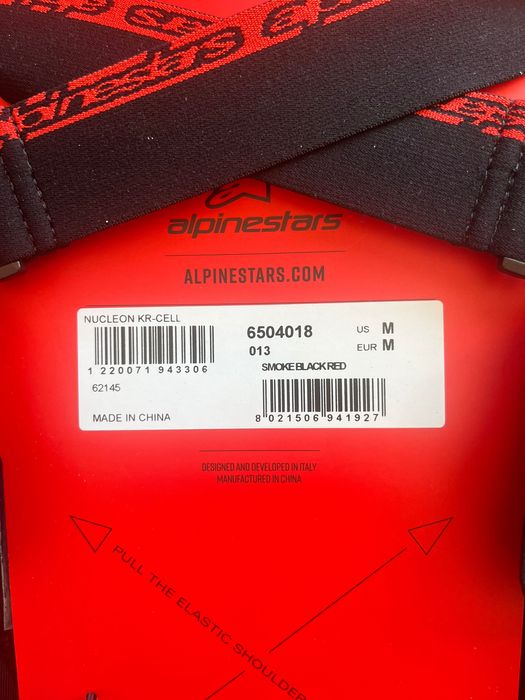 alpinestars
alpinestars
alpinestars
ALPINESTARS.COM
NUCLEON KR-CELL
6504018
US M
013
EUR M
SMOKE BLACK RED
1 220071 943306
62145
8 021506 941927
MADE IN CHINA
DESIGNED AND DEVELOPED IN ITALY
MANUFACTURED IN CHINA
PULL THE ELASTIC SHOULDER